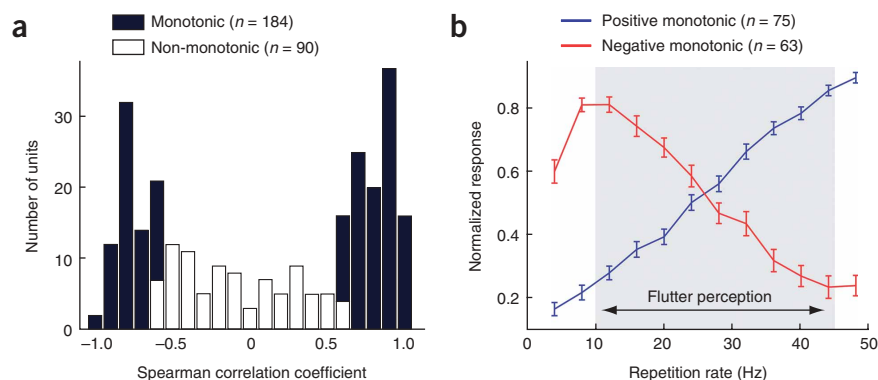 a
Monotonic (n = 184)
Non-monotonic (n = 90)
Number of units
30
20
10
0
–1.0
–0.5
0
0.5
1.0
Spearman correlation coefficient
b
Positive monotonic (n = 75)
Negative monotonic (n = 63)
Normalized response
0.8
0.6
0.4
0.2
Flutter perception
0
10
20
30
40
50
Repetition rate (Hz)